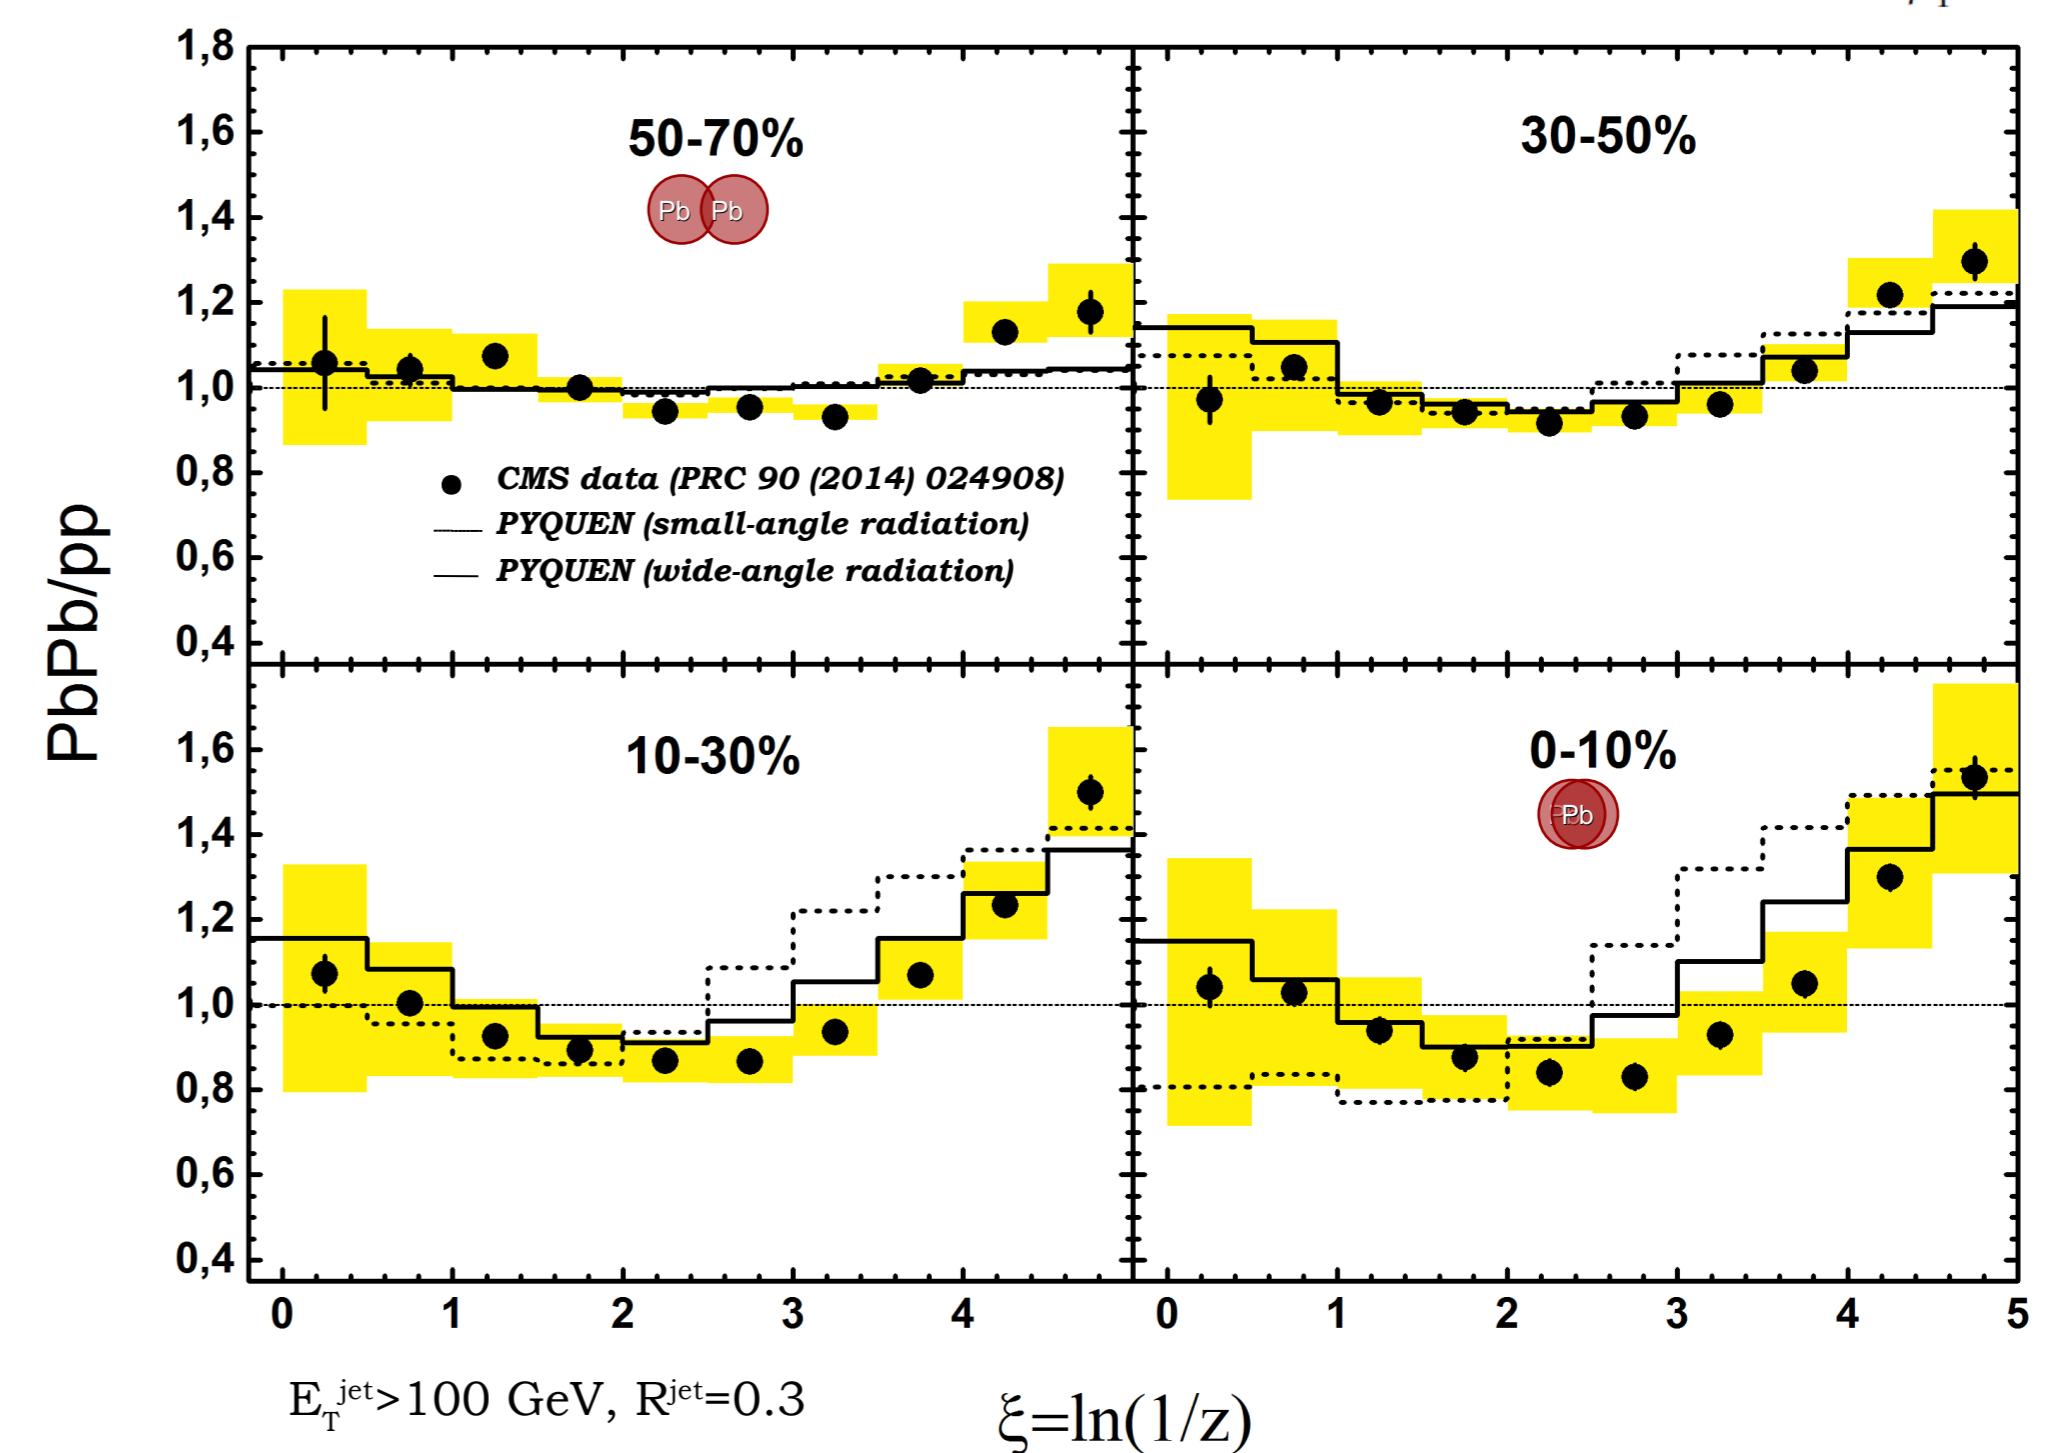 1,8
1,6
1,4
1,2
1,0
0,8
0,6
0,4
50-70%
Pb Pb
30-50%
CMS data (PRC 90 (2014) 024908)
PYQUEN (small-angle radiation)
PYQUEN (wide-angle radiation)
PbPb/pp
1,6
1,4
1,2
1,0
0,8
0,6
0,4
10-30%
0-10%
Pb
0 1 2 3 4 0 1 2 3 4 5
E_T^jet>100 GeV, R^jet=0.3
ξ=ln(1/z)